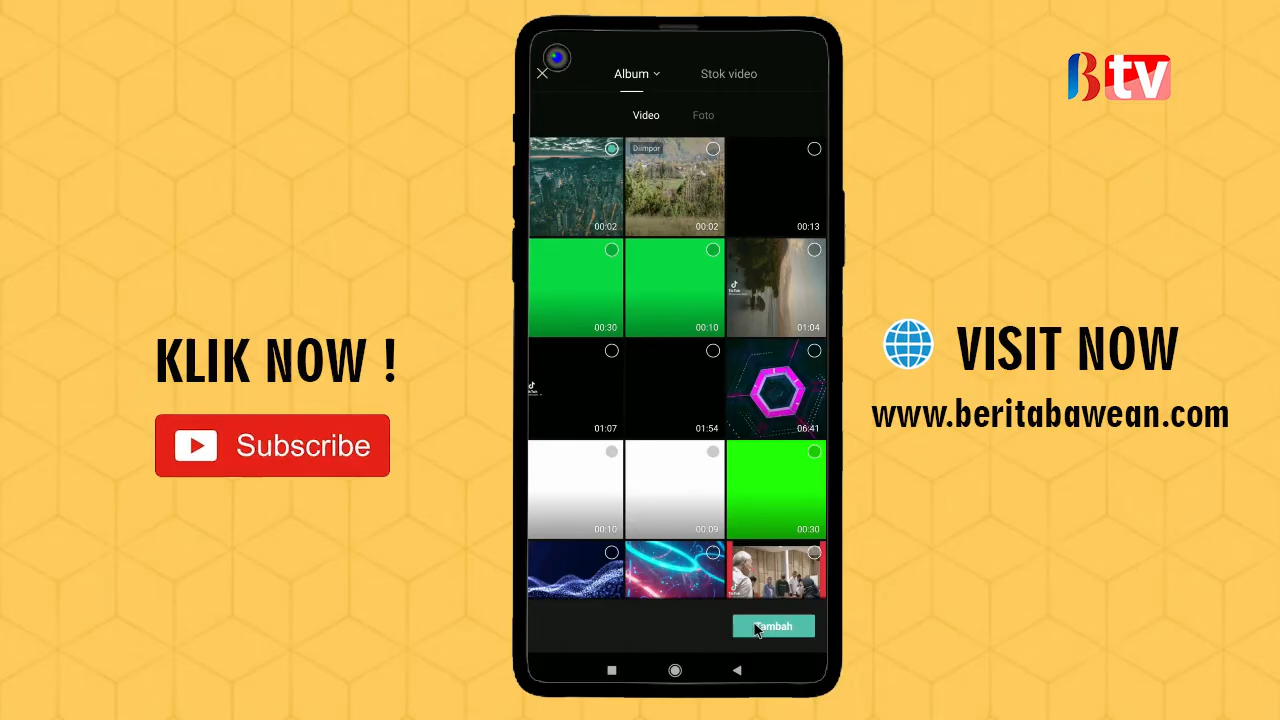 Btv
Album
Stok video
Video
Foto
00:02
Diimpor
00:02
00:13
00:30
00:10
TikTok
01:04
01:07
01:54
06:41
00:10
00:09
00:30
Tambah
KLIK NOW !
Subscribe
VISIT NOW
www.beritabawean.com